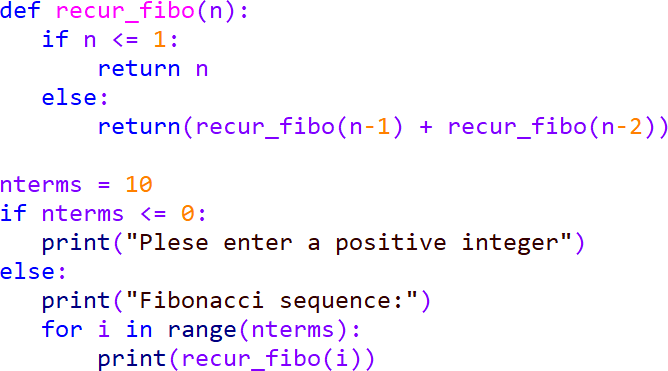 def recur_fibo(n):
   if n <= 1:
       return n
   else:
       return(recur_fibo(n-1) + recur_fibo(n-2))

nterms = 10
if nterms <= 0:
   print("Plese enter a positive integer")
else:
   print("Fibonacci sequence:")
   for i in range(nterms):
       print(recur_fibo(i))